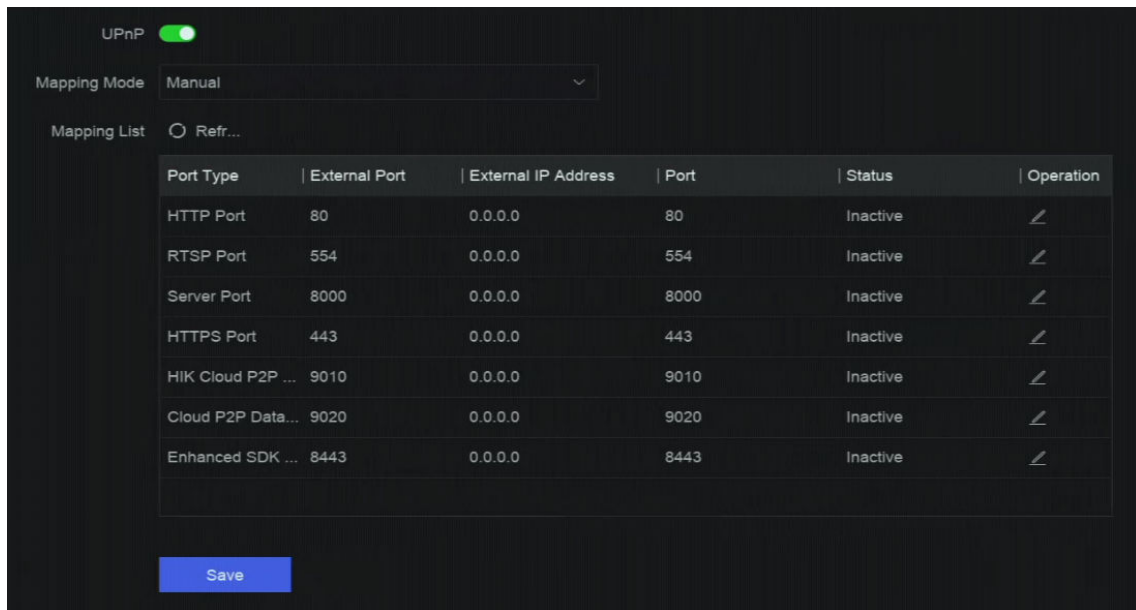 UPnP
Mapping Mode Manual
Mapping List Refr...
Port Type | External Port | External IP Address | Port | Status | Operation
HTTP Port 80 0.0.0.0 80 Inactive
RTSP Port 554 0.0.0.0 554 Inactive
Server Port 8000 0.0.0.0 8000 Inactive
HTTPS Port 443 0.0.0.0 443 Inactive
HIK Cloud P2P ... 9010 0.0.0.0 9010 Inactive
Cloud P2P Data... 9020 0.0.0.0 9020 Inactive
Enhanced SDK ... 8443 0.0.0.0 8443 Inactive
Save